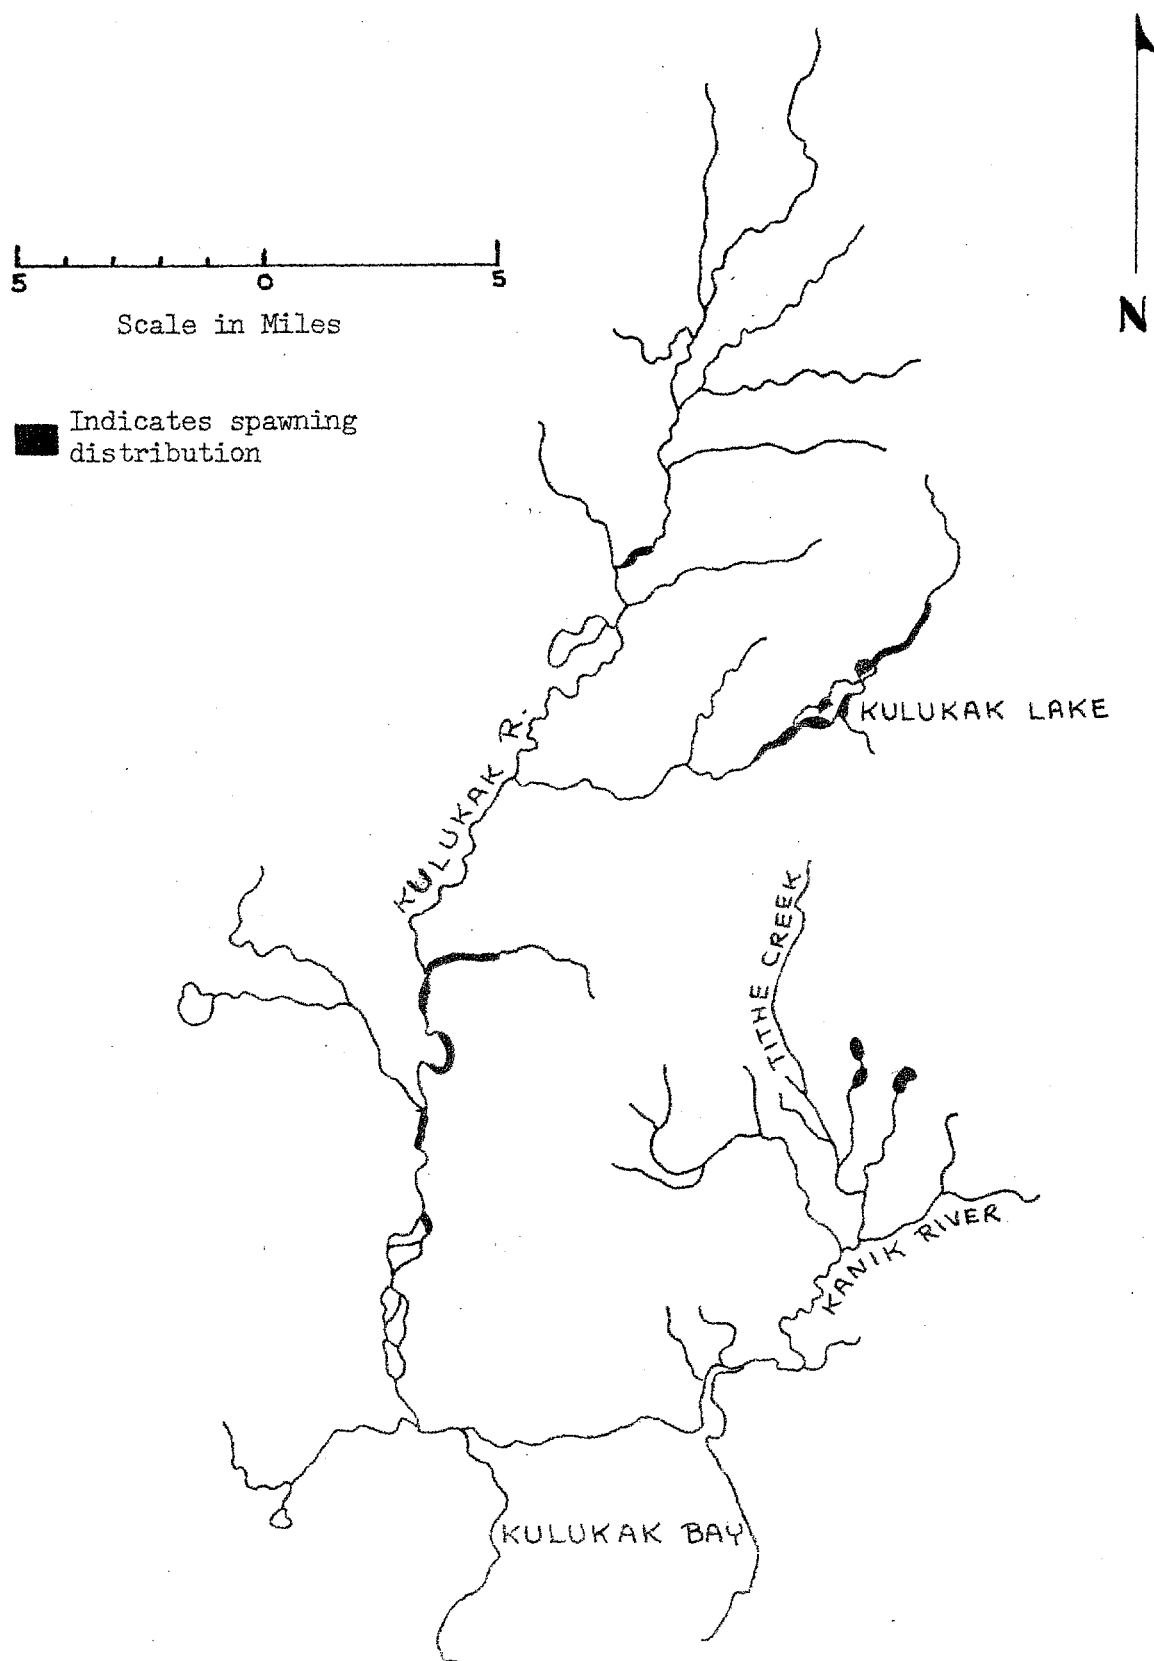 5 0 5
Scale in Miles
N
Indicates spawning
distribution
KULUKAK LAKE
KULUKAK R.
TITHE CREEK
KANIK RIVER
KULUKAK BAY